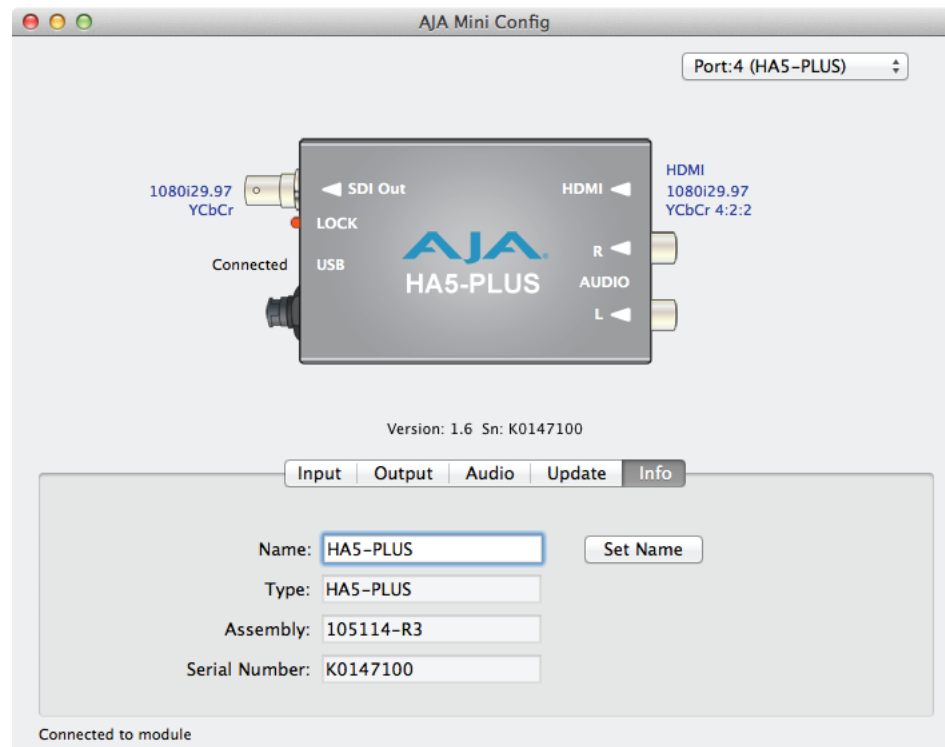 AJA Mini Config
Port:4 (HA5-PLUS)
1080i29.97
YCbCr
SDI Out
LOCK
Connected
USB
AJA
HA5-PLUS
HDMI
R
AUDIO
L
HDMI
1080i29.97
YCbCr 4:2:2
Version: 1.6 Sn: K0147100
Input Output Audio Update Info
Name: HA5-PLUS Set Name
Type: HA5-PLUS
Assembly: 105114-R3
Serial Number: K0147100
Connected to module